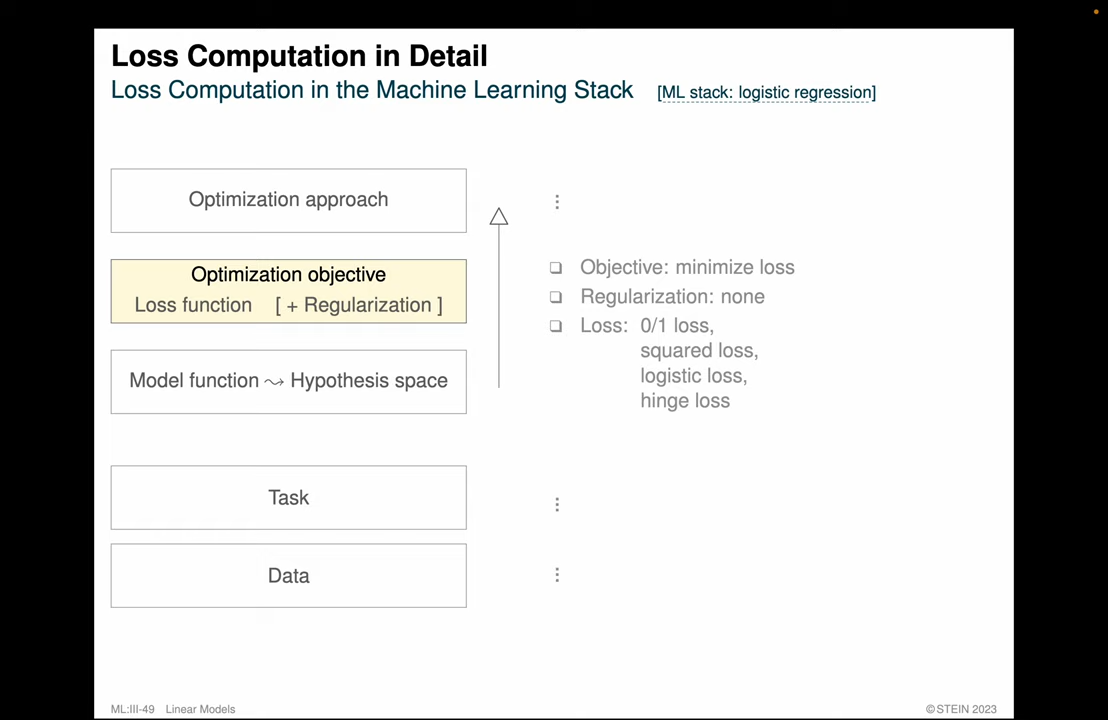 Loss Computation in Detail
Loss Computation in the Machine Learning Stack [ML stack: logistic regression]
Optimization approach
⋮
Optimization objective
Loss function [ + Regularization ]
❑ Objective: minimize loss
❑ Regularization: none
❑ Loss: 0/1 loss,
squared loss,
logistic loss,
hinge loss
Model function ⤳ Hypothesis space
Task
⋮
Data
⋮
ML:III-49 Linear Models
© STEIN 2023